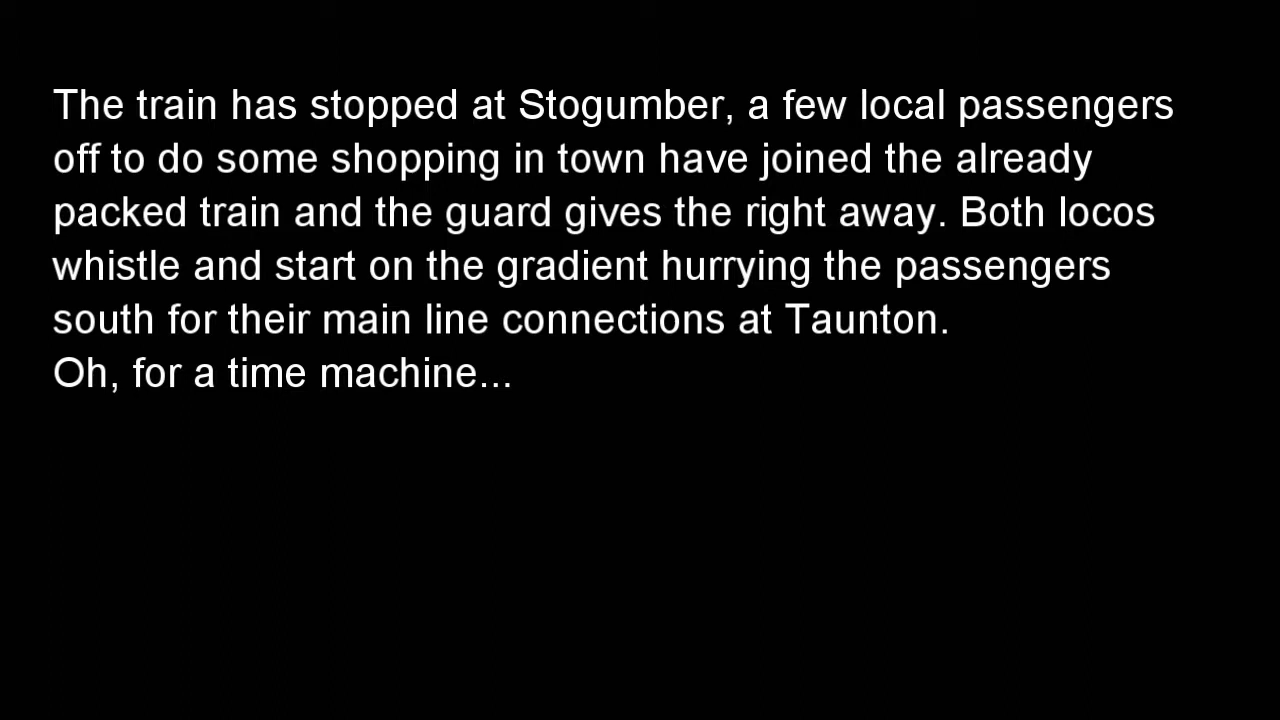 The train has stopped at Stogumber, a few local passengers
off to do some shopping in town have joined the already
packed train and the guard gives the right away. Both locos
whistle and start on the gradient hurrying the passengers
south for their main line connections at Taunton.
Oh, for a time machine...